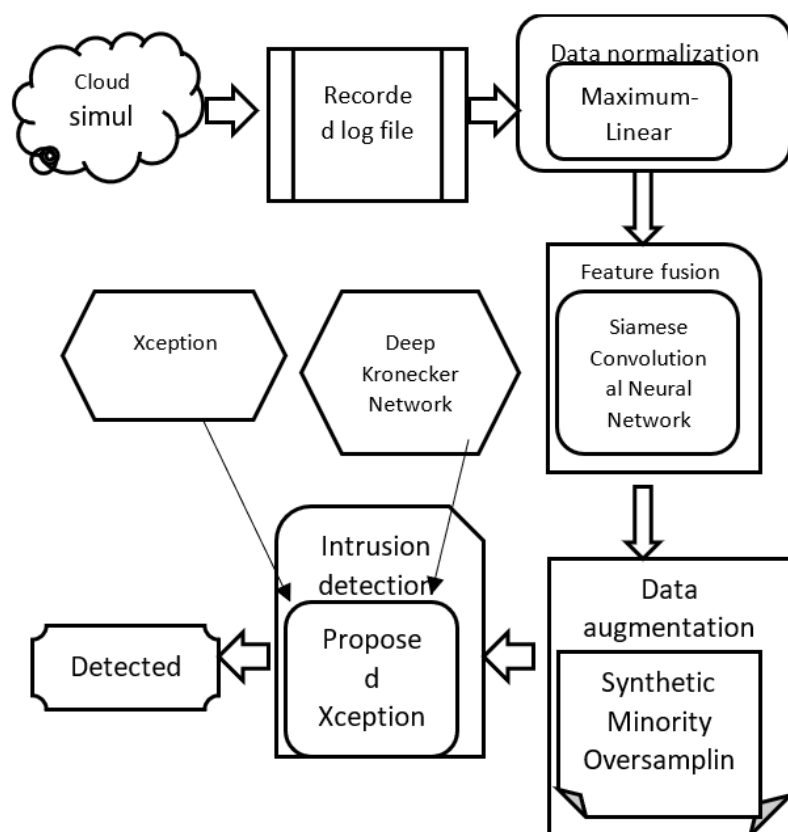 Cloud
simul
Recorde
d log file
Data normalization
Maximum-
Linear
Feature fusion
Siamese
Convolution
al Neural
Network
Xception
Deep
Kronecker
Network
Intrusion
detection
Propose
d
Xception
Data
augmentation
Synthetic
Minority
Oversamplin
Detected